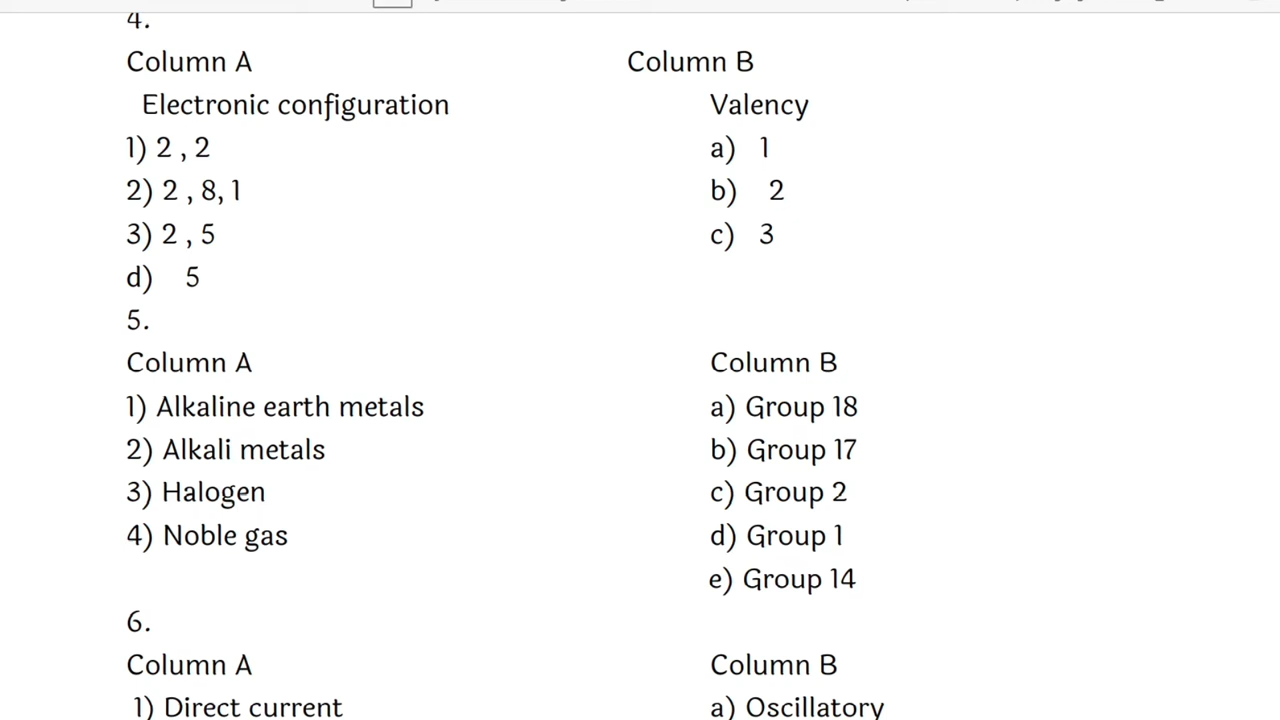 4.
Column A Column B
Electronic configuration Valency
1) 2 , 2 a) 1
2) 2 , 8, 1 b) 2
3) 2 , 5 c) 3
d) 5
5.
Column A Column B
1) Alkaline earth metals a) Group 18
2) Alkali metals b) Group 17
3) Halogen c) Group 2
4) Noble gas d) Group 1
e) Group 14
6.
Column A Column B
1) Direct current a) Oscillatory